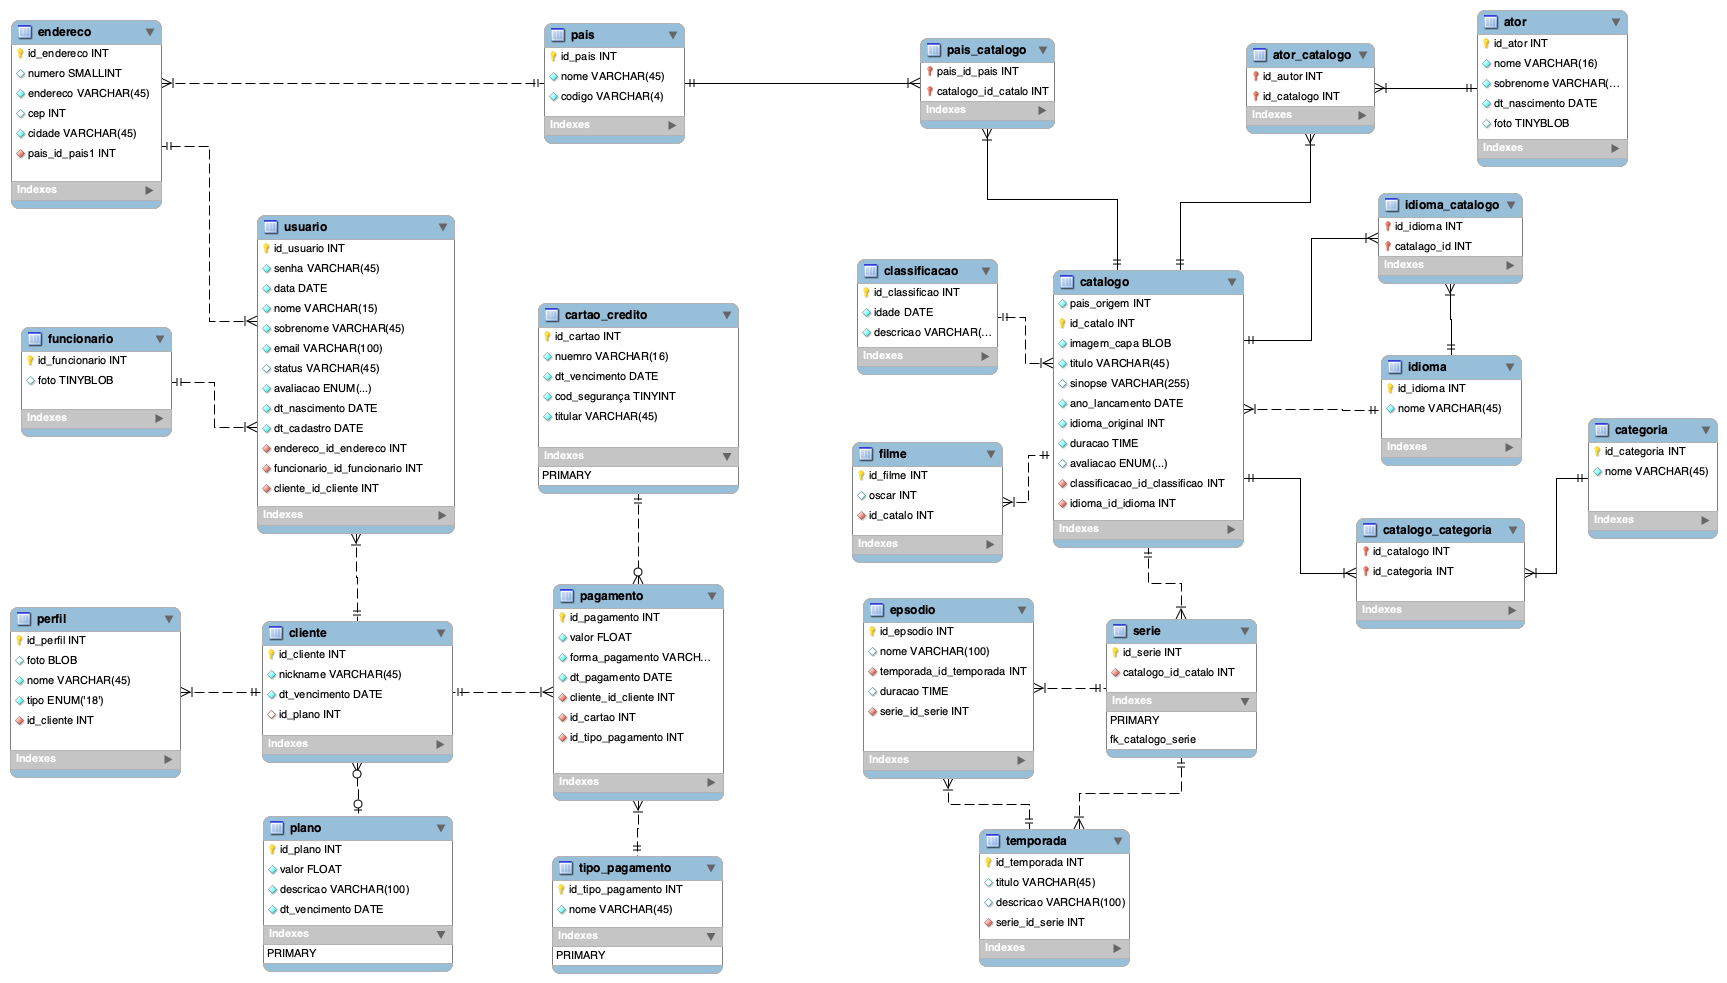 endereco
id_endereco INT
numero SMALLINT
endereco VARCHAR(45)
cep INT
cidade VARCHAR(45)
pais_id_pais1 INT
Indexes
pais
id_pais INT
nome VARCHAR(45)
codigo VARCHAR(4)
Indexes
pais_catalogo
pais_id_pais INT
catalogo_id_catalo INT
Indexes
ator_catalogo
id_autor INT
id_catalogo INT
Indexes
ator
id_ator INT
nome VARCHAR(16)
sobrenome VARCHAR(...
dt_nascimento DATE
foto TINYBLOB
Indexes
usuario
id_usuario INT
senha VARCHAR(45)
data DATE
nome VARCHAR(15)
sobrenome VARCHAR(45)
email VARCHAR(100)
status VARCHAR(45)
avaliacao ENUM(...)
dt_nascimento DATE
dt_cadastro DATE
endereco_id_endereco INT
funcionario_id_funcionario INT
cliente_id_cliente INT
Indexes
funcionario
id_funcionario INT
foto TINYBLOB
Indexes
cartao_credito
id_cartao INT
nuemro VARCHAR(16)
dt_vencimento DATE
cod_segurança TINYINT
titular VARCHAR(45)
Indexes
PRIMARY
classificacao
id_classificao INT
idade DATE
descricao VARCHAR(...
Indexes
catalogo
pais_origem INT
id_catalo INT
imagem_capa BLOB
titulo VARCHAR(45)
sinopse VARCHAR(255)
ano_lancamento DATE
idioma_original INT
duracao TIME
avaliacao ENUM(...)
classificacao_id_classificao INT
idioma_id_idioma INT
Indexes
idioma_catalogo
id_idioma INT
catalago_id INT
Indexes
idioma
id_idioma INT
nome VARCHAR(45)
Indexes
categoria
id_categoria INT
nome VARCHAR(45)
Indexes
filme
id_filme INT
oscar INT
id_catalo INT
Indexes
catalogo_categoria
id_catalogo INT
id_categoria INT
Indexes
perfil
id_perfil INT
foto BLOB
nome VARCHAR(45)
tipo ENUM('18')
id_cliente INT
Indexes
cliente
id_cliente INT
nickname VARCHAR(45)
dt_vencimento DATE
id_plano INT
Indexes
pagamento
id_pagamento INT
valor FLOAT
forma_pagamento VARCH...
dt_pagamento DATE
cliente_id_cliente INT
id_cartao INT
id_tipo_pagamento INT
Indexes
epsodio
id_epsodio INT
nome VARCHAR(100)
temporada_id_temporada INT
duracao TIME
serie_id_serie INT
Indexes
serie
id_serie INT
catalogo_id_catalo INT
Indexes
PRIMARY
fk_catalogo_serie
plano
id_plano INT
valor FLOAT
descricao VARCHAR(100)
dt_vencimento DATE
Indexes
PRIMARY
tipo_pagamento
id_tipo_pagamento INT
nome VARCHAR(45)
Indexes
PRIMARY
temporada
id_temporada INT
titulo VARCHAR(45)
descricao VARCHAR(100)
serie_id_serie INT
Indexes